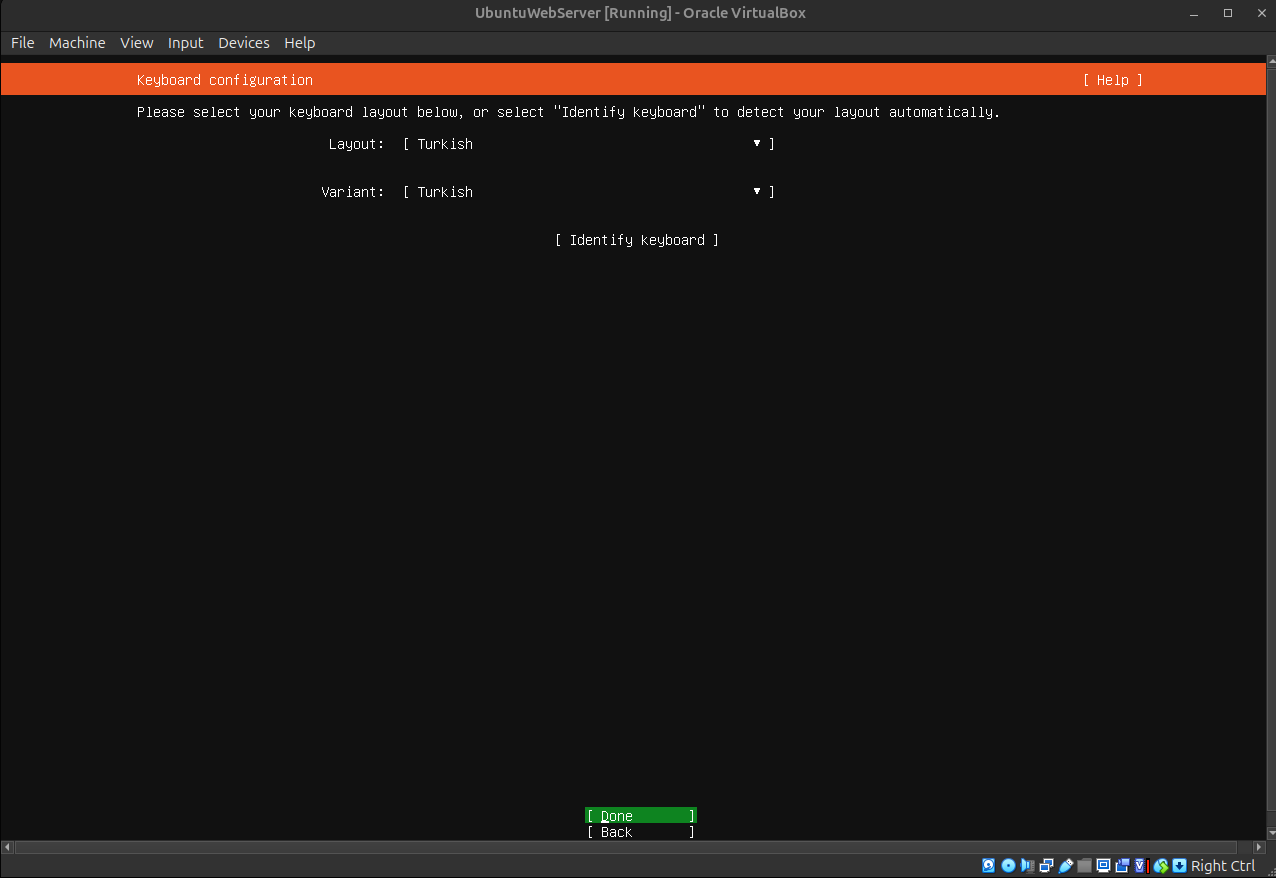 UbuntuWebServer [Running] - Oracle VirtualBox
File Machine View Input Devices Help
Keyboard configuration [ Help ]
Please select your keyboard layout below, or select "Identify keyboard" to detect your layout automatically.
Layout: [ Turkish ▾ ]
Variant: [ Turkish ▾ ]
[ Identify keyboard ]
[ Done ]
[ Back ]
Right Ctrl